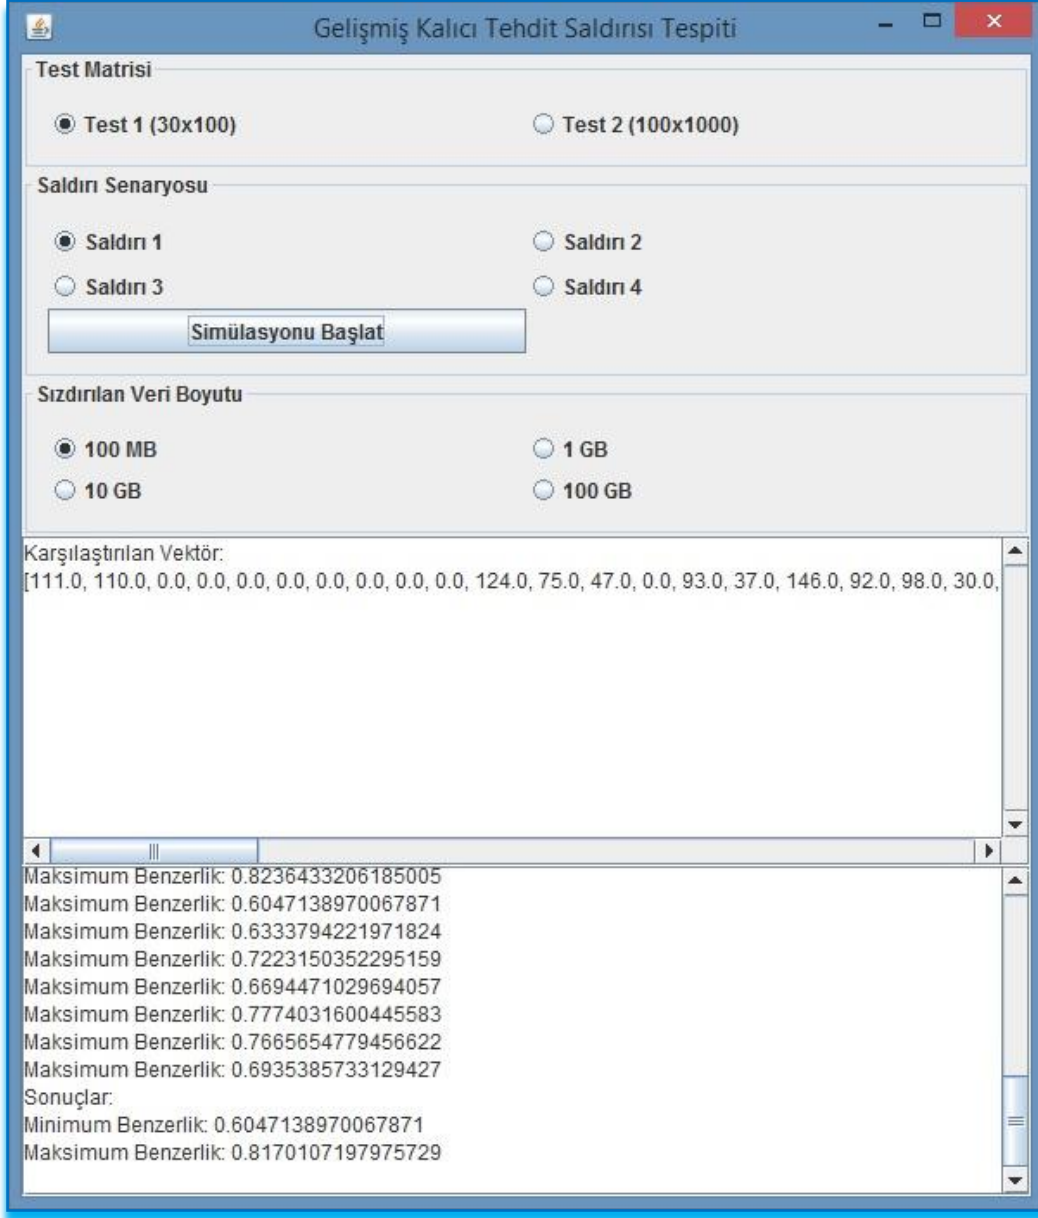 Gelişmiş Kalıcı Tehdit Saldırısı Tespiti
Test Matrisi
Test 1 (30x100)
Test 2 (100x1000)
Saldırı Senaryosu
Saldırı 1
Saldırı 2
Saldırı 3
Saldırı 4
Simülasyonu Başlat
Sızdırılan Veri Boyutu
100 MB
1 GB
10 GB
100 GB
Karşılaştırılan Vektör:
[111.0, 110.0, 0.0, 0.0, 0.0, 0.0, 0.0, 0.0, 0.0, 0.0, 124.0, 75.0, 47.0, 0.0, 93.0, 37.0, 146.0, 92.0, 98.0, 30.0,
Maksimum Benzerlik: 0.8236433206185005
Maksimum Benzerlik: 0.6047138970067871
Maksimum Benzerlik: 0.6333794221971824
Maksimum Benzerlik: 0.7223150352295159
Maksimum Benzerlik: 0.6694471029694057
Maksimum Benzerlik: 0.7774031600445583
Maksimum Benzerlik: 0.7665654779456622
Maksimum Benzerlik: 0.6935385733129427
Sonuçlar:
Minimum Benzerlik: 0.6047138970067871
Maksimum Benzerlik: 0.8170107197975729